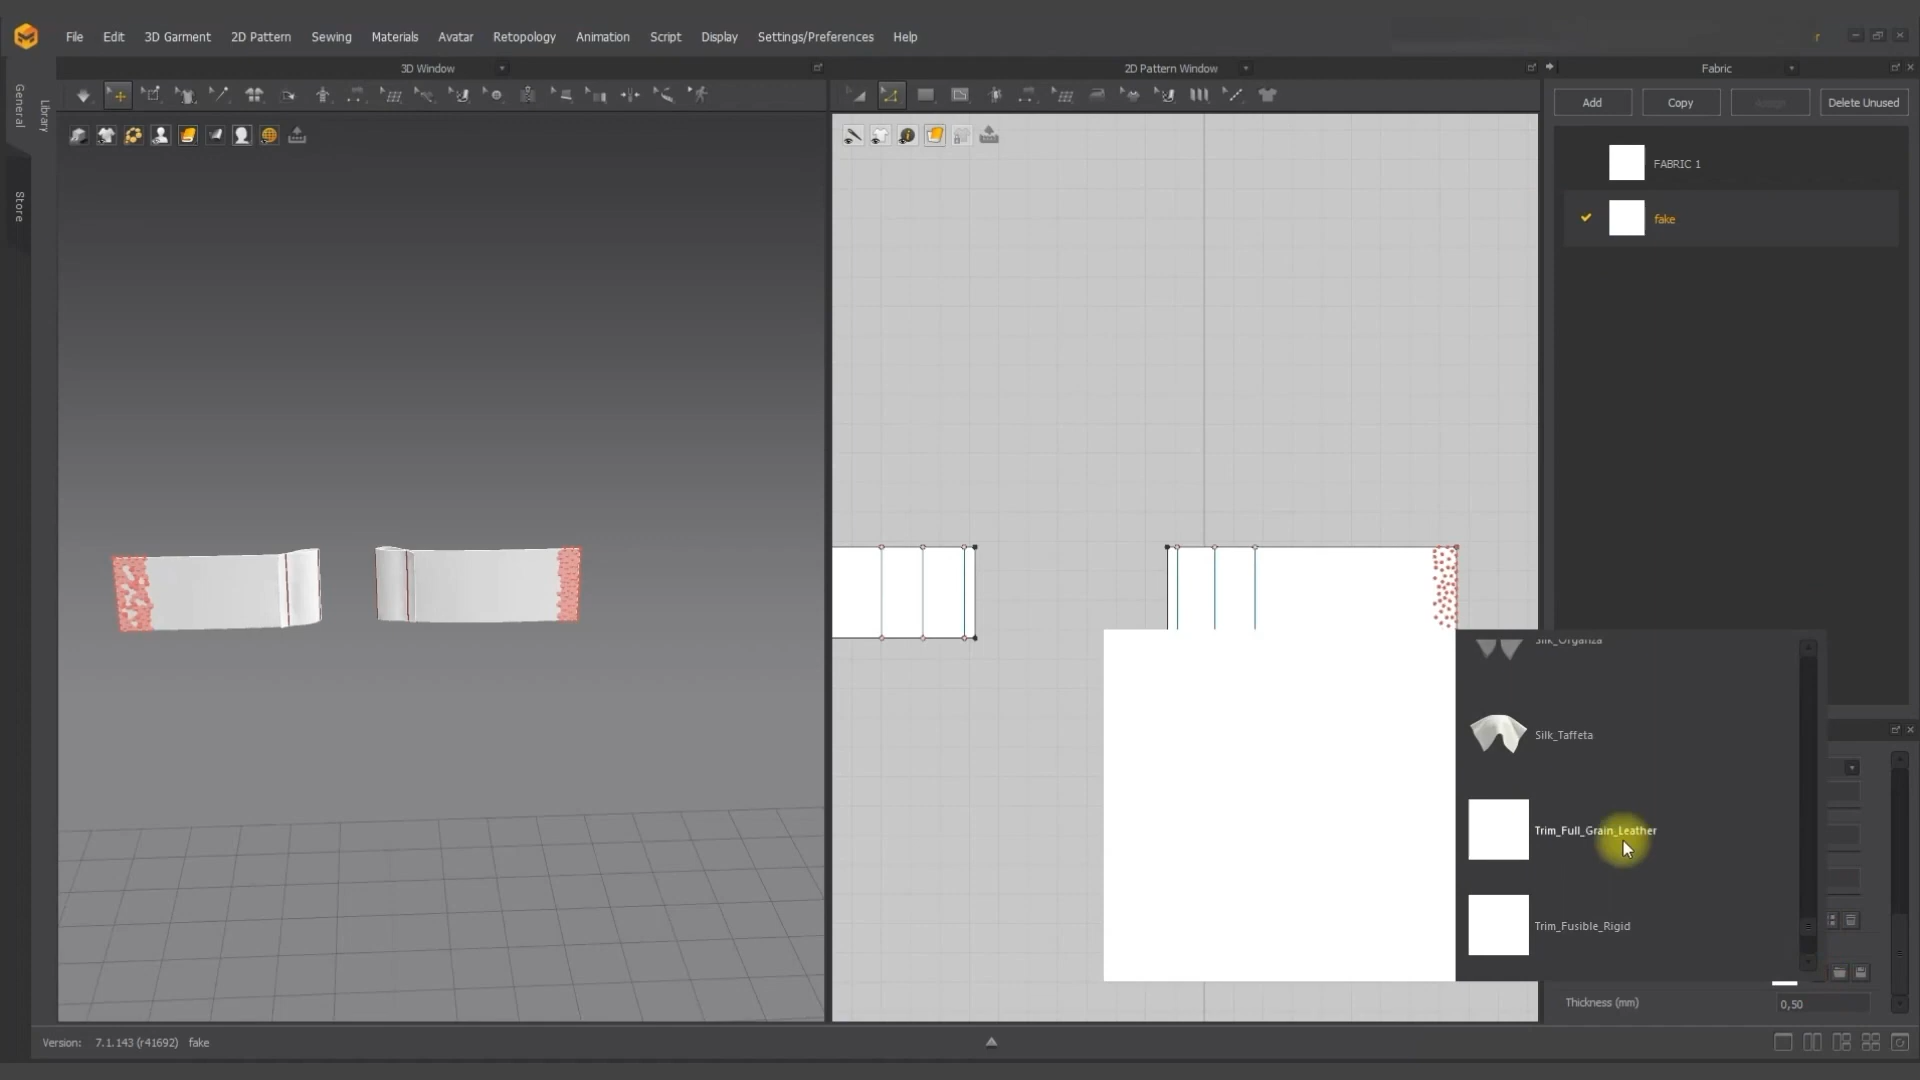 File Edit 3D Garment 2D Pattern Sewing Materials Avatar Retopology Animation Script Display Settings/Preferences Help
3D Window
2D Pattern Window
Fabric
General
Library
Store
Add Copy Assign Delete Unused
FABRIC 1
fake
Silk_Organza
Silk_Taffeta
Trim_Full_Grain_Leather
Trim_Fusible_Rigid
Thickness (mm) 0,50
Version: 7.1.143 (r41692) fake